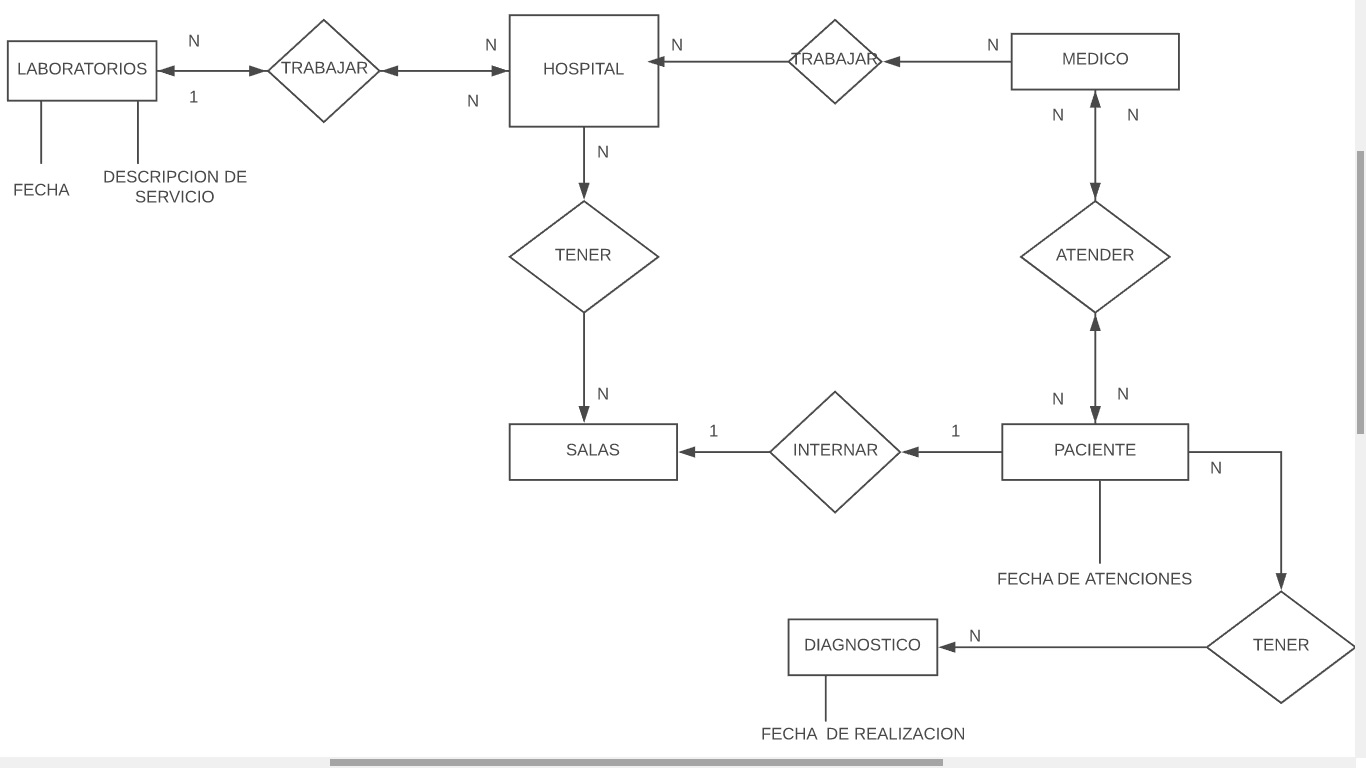 N
N
N
N
LABORATORIOS
TRABAJAR
HOSPITAL
TRABAJAR
MEDICO
1
N
N
N
N
FECHA
DESCRIPCION DE
SERVICIO
TENER
ATENDER
N
N
N
SALAS
1
INTERNAR
1
PACIENTE
N
FECHA DE ATENCIONES
DIAGNOSTICO
N
TENER
FECHA  DE REALIZACION